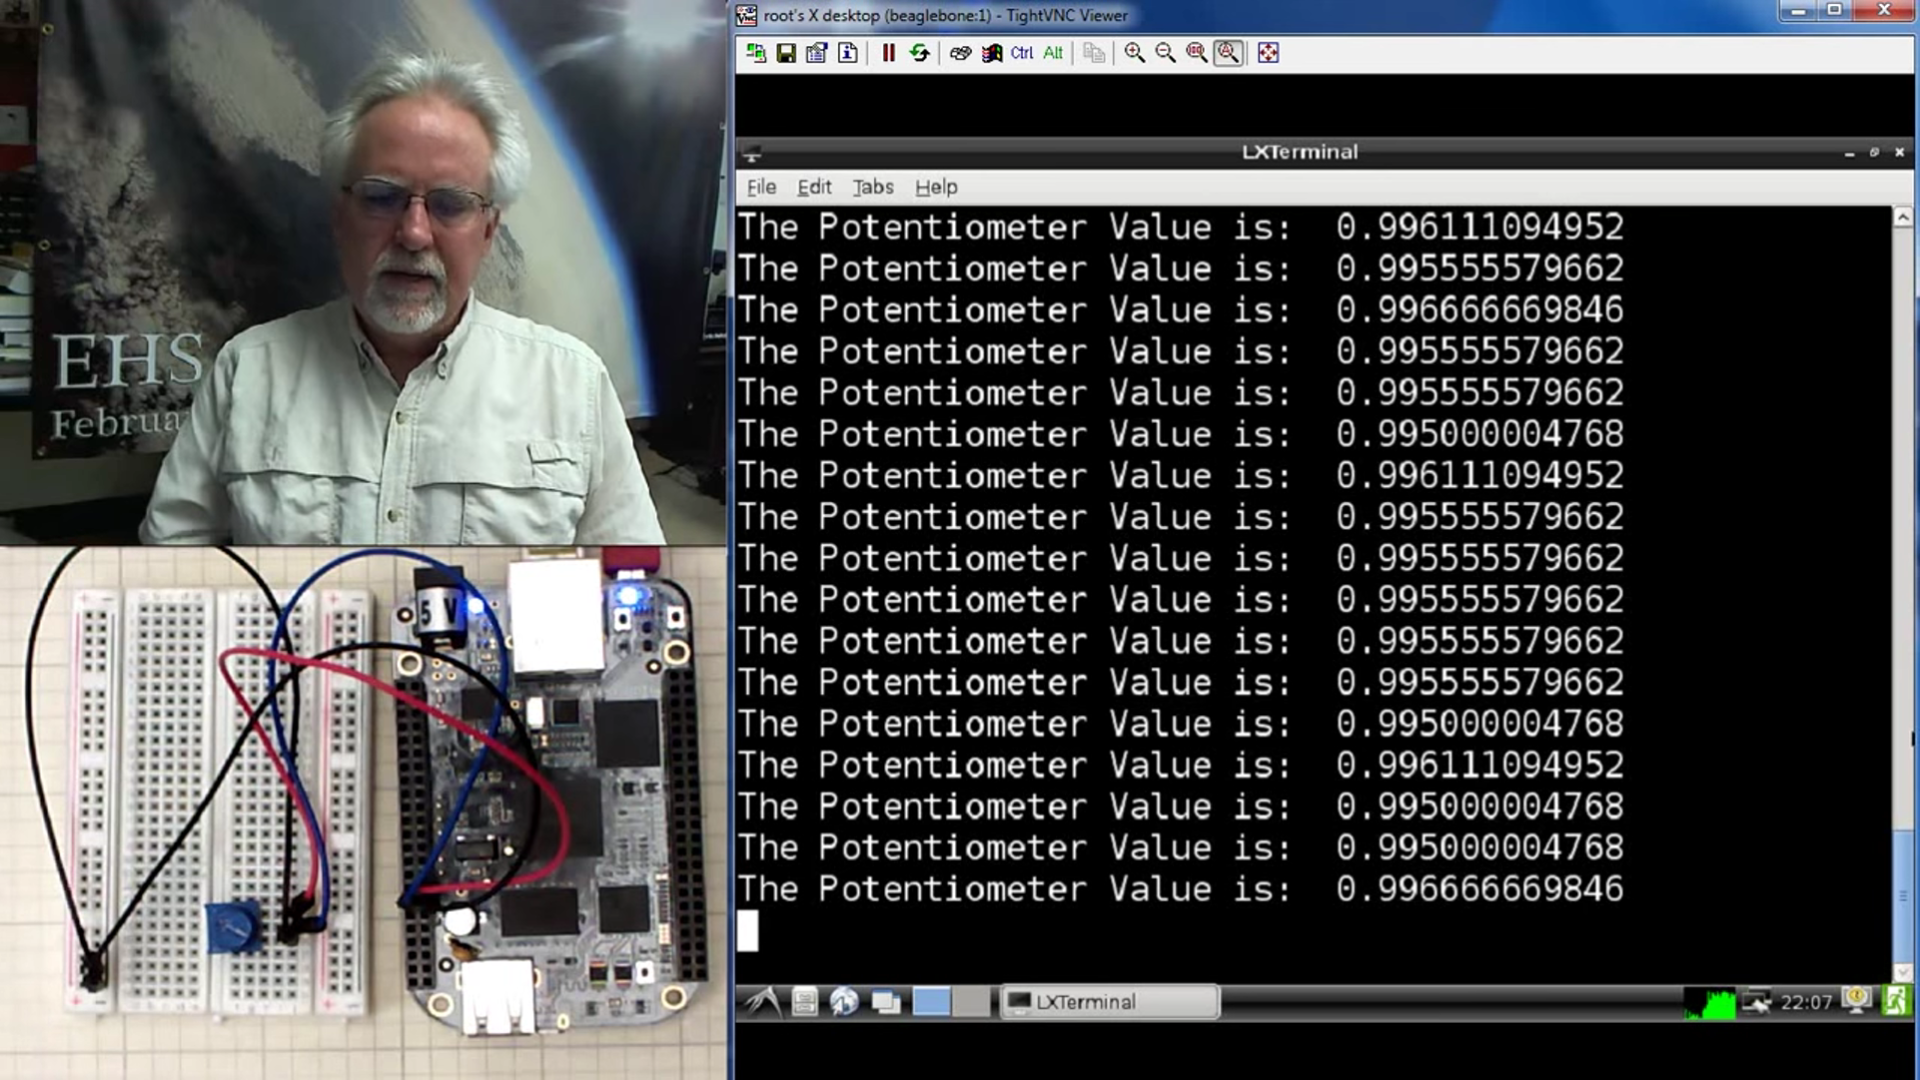 EHS
Februa
5 V
root's X desktop (beaglebone:1) - TightVNC Viewer
Ctrl Alt
LXTerminal
File Edit Tabs Help
The Potentiometer Value is: 0.996111094952
The Potentiometer Value is: 0.995555579662
The Potentiometer Value is: 0.996666669846
The Potentiometer Value is: 0.995555579662
The Potentiometer Value is: 0.995555579662
The Potentiometer Value is: 0.995000004768
The Potentiometer Value is: 0.996111094952
The Potentiometer Value is: 0.995555579662
The Potentiometer Value is: 0.995555579662
The Potentiometer Value is: 0.995555579662
The Potentiometer Value is: 0.995555579662
The Potentiometer Value is: 0.995555579662
The Potentiometer Value is: 0.995000004768
The Potentiometer Value is: 0.996111094952
The Potentiometer Value is: 0.995000004768
The Potentiometer Value is: 0.995000004768
The Potentiometer Value is: 0.996666669846
LXTerminal
22:07